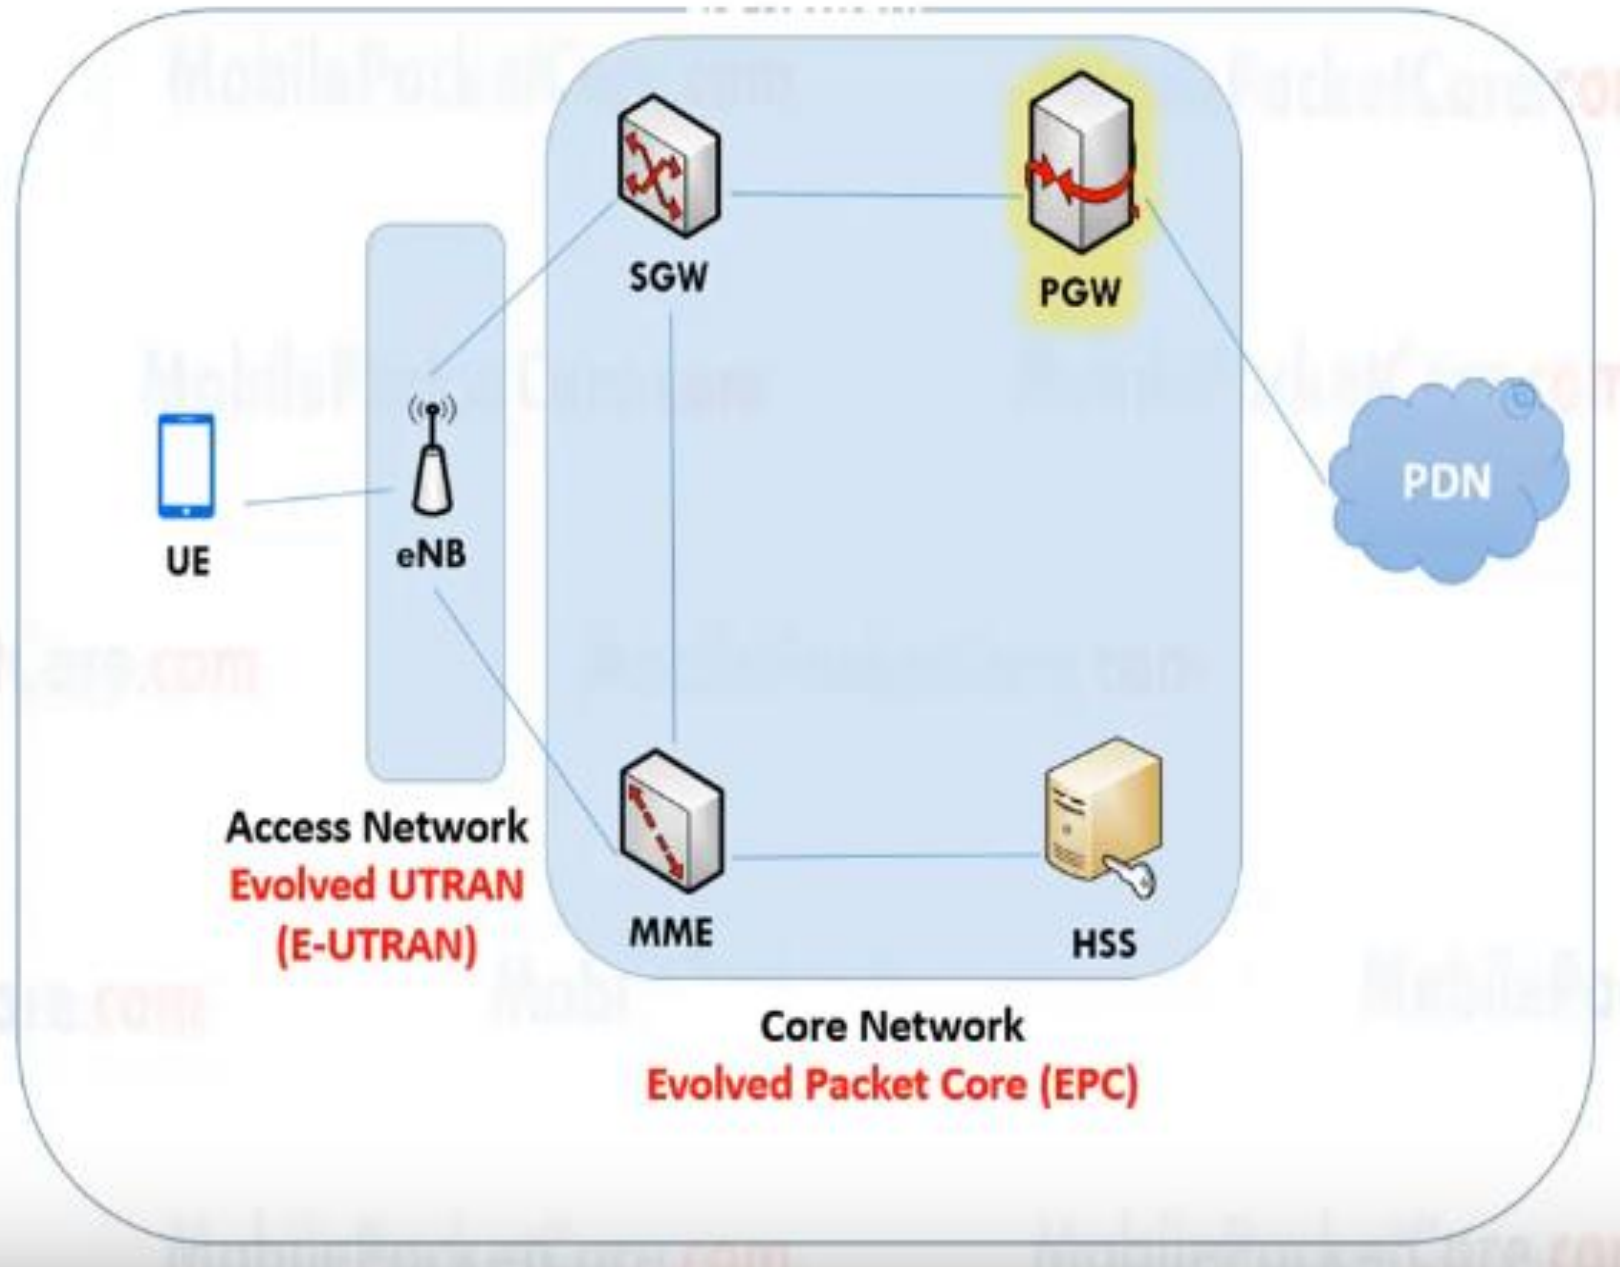 SGW
PGW
PDN
UE
eNB
Access Network
Evolved UTRAN
(E-UTRAN)
MME
HSS
Core Network
Evolved Packet Core (EPC)